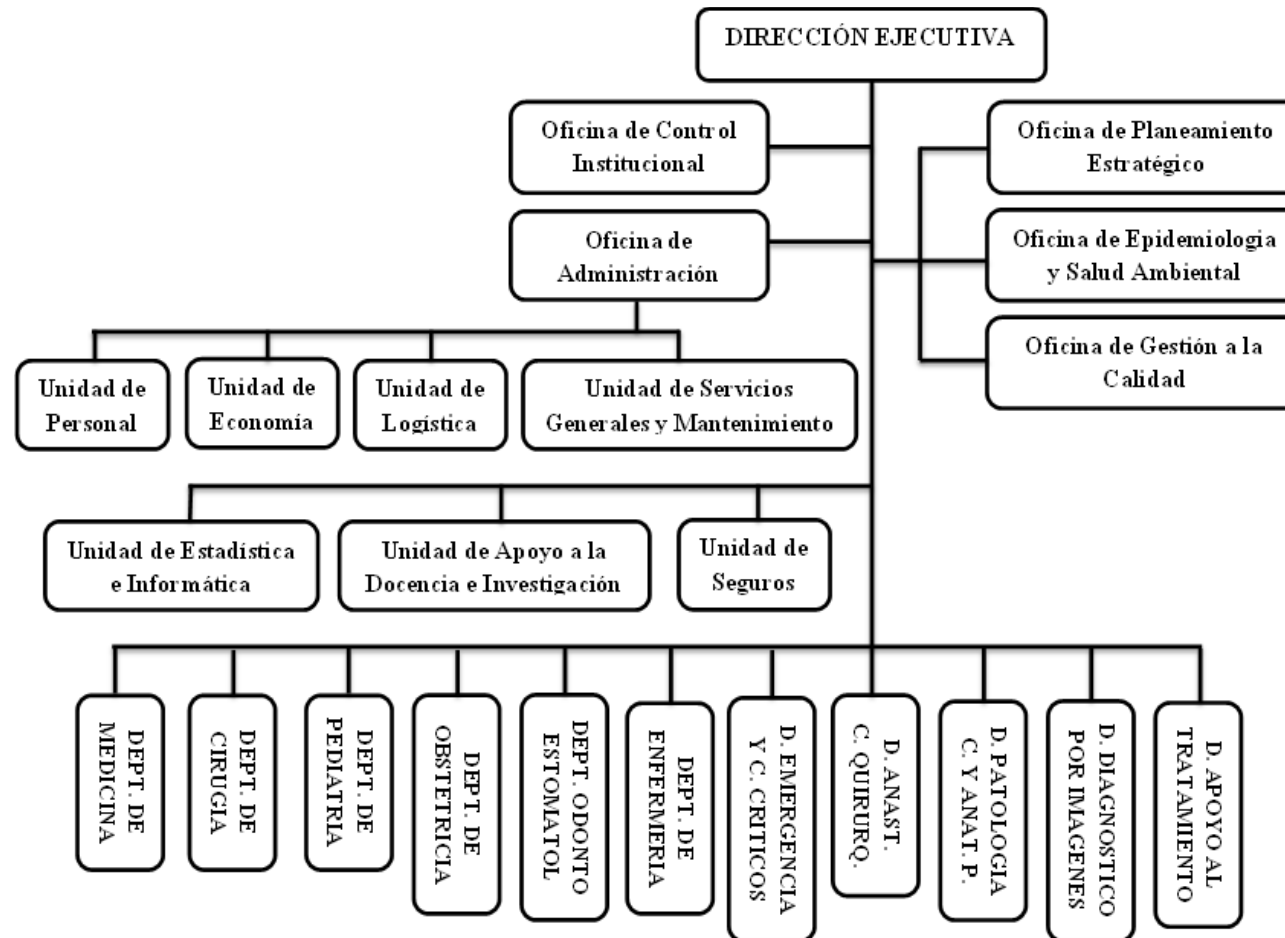 DIRECCIÓN EJECUTIVA
Oficina de Control
Institucional
Oficina de Planeamiento
Estratégico
Oficina de
Administración
Oficina de Epidemiologia
y Salud Ambiental
Oficina de Gestión a la
Calidad
Unidad de
Personal
Unidad de
Economía
Unidad de
Logística
Unidad de Servicios
Generales y Mantenimiento
Unidad de Estadística
e Informática
Unidad de Apoyo a la
Docencia e Investigación
Unidad de
Seguros
DEPT. DE
MEDICINA
DEPT. DE
CIRUGIA
DEPT. DE
PEDIATRIA
DEPT. DE
OBSTETRICIA
DEPT. ODONTO
ESTOMATOL
DEPT. DE
ENFERMERIA
D. EMERGENCIA
Y C. CRITICOS
D. ANAST.
C. QUIRURQ.
D. PATOLOGIA
C. Y ANAT. P.
D. DIAGNOSTICO
POR IMAGENES
D. APOYO AL
TRATAMIENTO